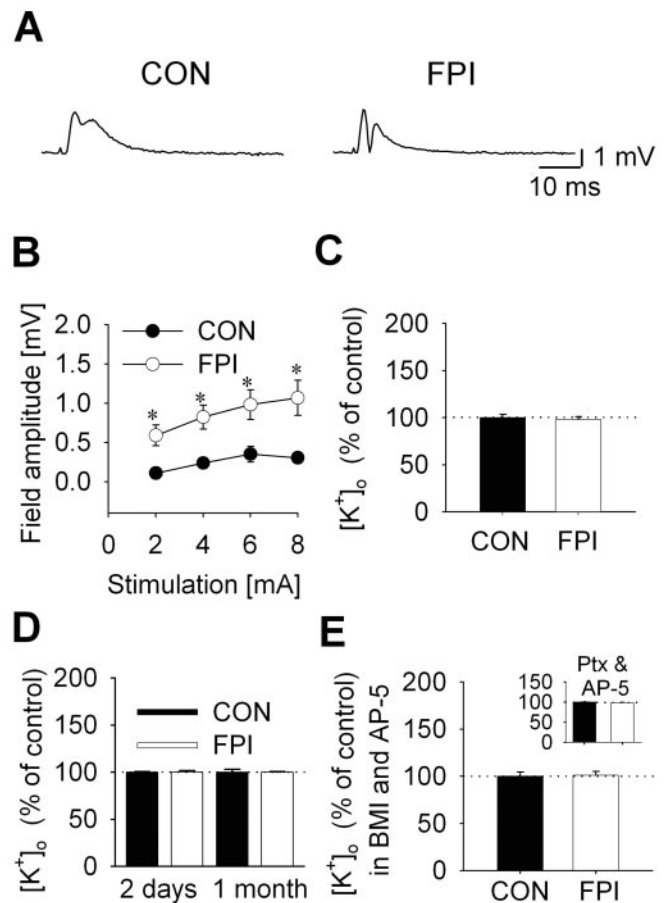 A
CON
FPI
1 mV
10 ms
B
Field amplitude [mV]
2.0
1.5
1.0
0.5
0.0
CON
FPI
*
*
*
*
0 2 4 6 8
Stimulation [mA]
C
[K⁺]ₒ (% of control)
200
150
100
50
0
CON FPI
D
[K⁺]ₒ (% of control)
200
150
100
50
0
CON
FPI
2 days 1 month
E
[K⁺]ₒ (% of control)
in BMI and AP-5
200
150
100
50
0
Ptx &
AP-5
150
100
50
0
CON FPI